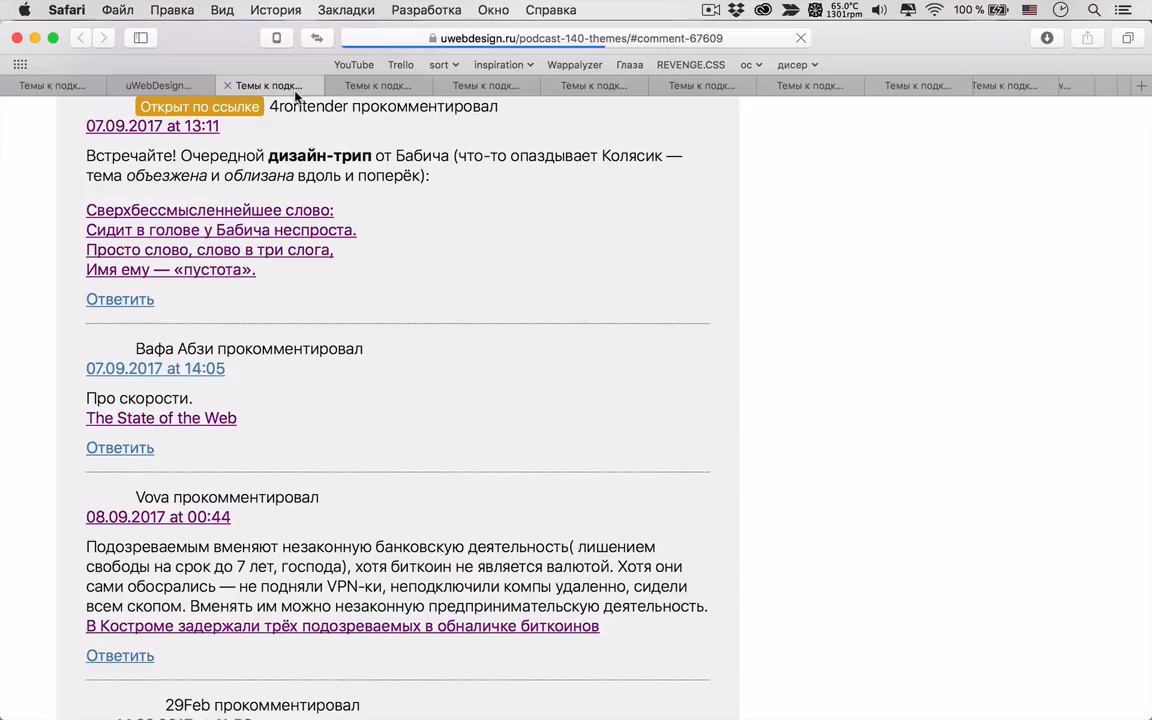 Safari Файл Правка Вид История Закладки Разработка Окно Справка 65.0°C 1301rpm 100 %
uwebdesign.ru/podcast-140-themes/#comment-67609
YouTube Trello sort inspiration Wappalyzer Глаза REVENGE.CSS ос дисер
Темы к подк... uWebDesign... Темы к подк... Темы к подк... Темы к подк... Темы к подк... Темы к подк... Темы к подк... Темы к подк... Темы к подк...
Открыт по ссылке 4rontender прокомментировал
07.09.2017 at 13:11
Встречайте! Очередной дизайн-трип от Бабича (что-то опаздывает Колясик —
тема объезжена и облизана вдоль и поперёк):
Сверхбессмысленнейшее слово:
Сидит в голове у Бабича неспроста.
Просто слово, слово в три слога,
Имя ему — «пустота».
Ответить
Вафа Абзи прокомментировал
07.09.2017 at 14:05
Про скорости.
The State of the Web
Ответить
Vova прокомментировал
08.09.2017 at 00:44
Подозреваемым вменяют незаконную банковскую деятельность( лишением
свободы на срок до 7 лет, господа), хотя биткоин не является валютой. Хотя они
сами обосрались — не подняли VPN-ки, неподключили компы удаленно, сидели
всем скопом. Вменять им можно незаконную предпринимательскую деятельность.
В Костроме задержали трёх подозреваемых в обналичке биткоинов
Ответить
29Feb прокомментировал